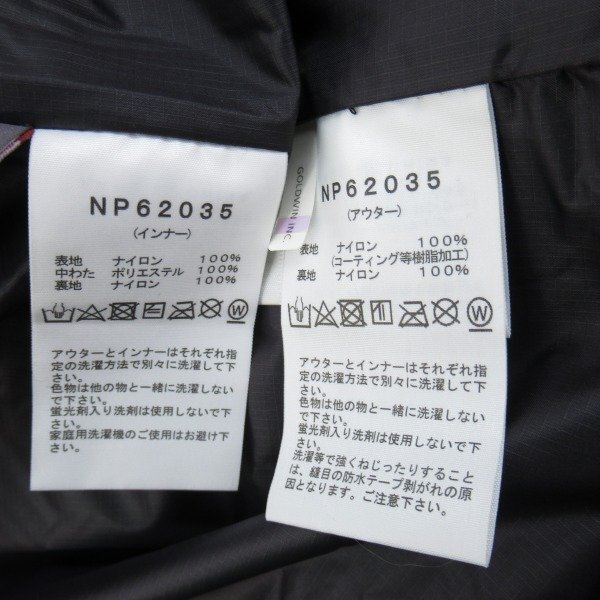 NP62035
(インナー)
表地 ナイロン 100%
中わた ポリエステル 100%
裏地 ナイロン 100%
W
アウターとインナーはそれぞれ指
定の洗濯方法で別々に洗濯して下
さい。
色物は他の物と一緒に洗濯しない
で下さい。
蛍光剤入り洗剤は使用しないで下
さい。
家庭用洗濯機のご使用はお避け下
さい。
GOLDWIN INC.
NP62035
(アウター)
表地 ナイロン 100%
(コーティング等樹脂加工)
裏地 ナイロン 100%
W
アウターとインナーはそれぞれ指
定の洗濯方法で別々に洗濯して下
さい。
色物は他の物と一緒に洗濯しない
で下さい。
蛍光剤入り洗剤は使用しないで下
さい。
洗濯等で強くねじったりすること
は、縫目の防水テープ剥がれの原
因となります。ご注意下さい。